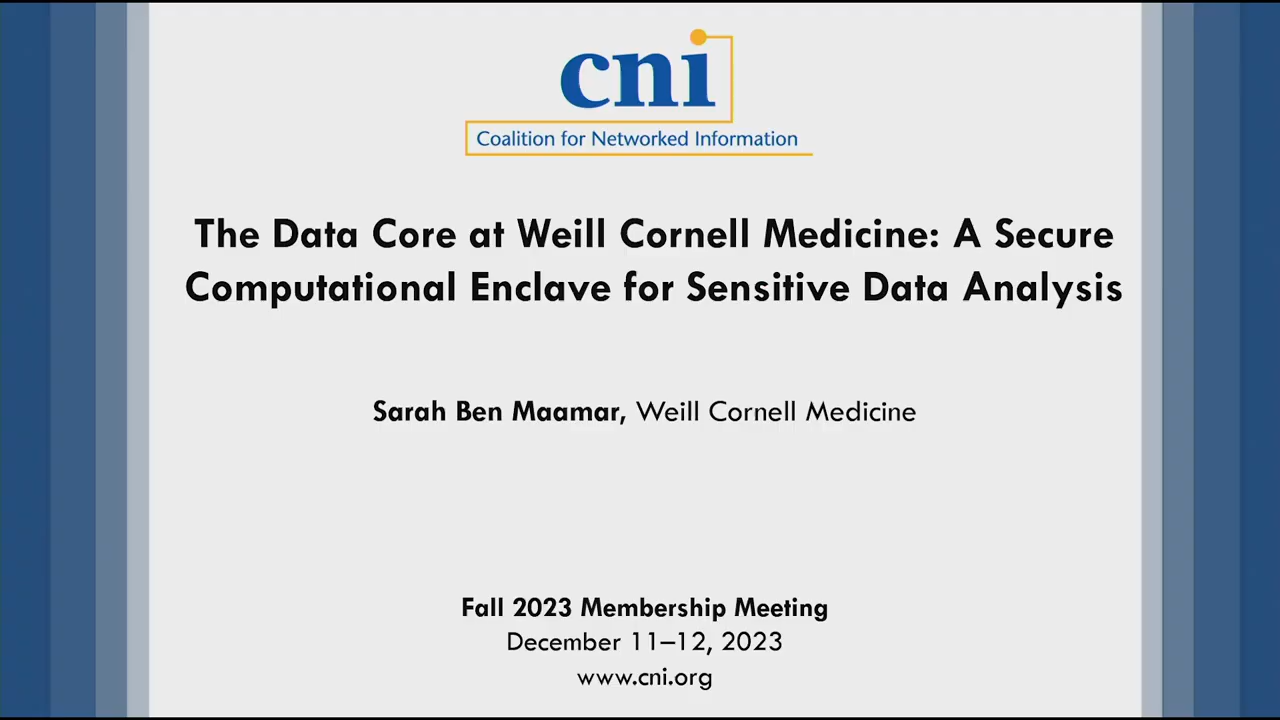 cni
Coalition for Networked Information
The Data Core at Weill Cornell Medicine: A Secure
Computational Enclave for Sensitive Data Analysis
Sarah Ben Maamar, Weill Cornell Medicine
Fall 2023 Membership Meeting
December 11–12, 2023
www.cni.org